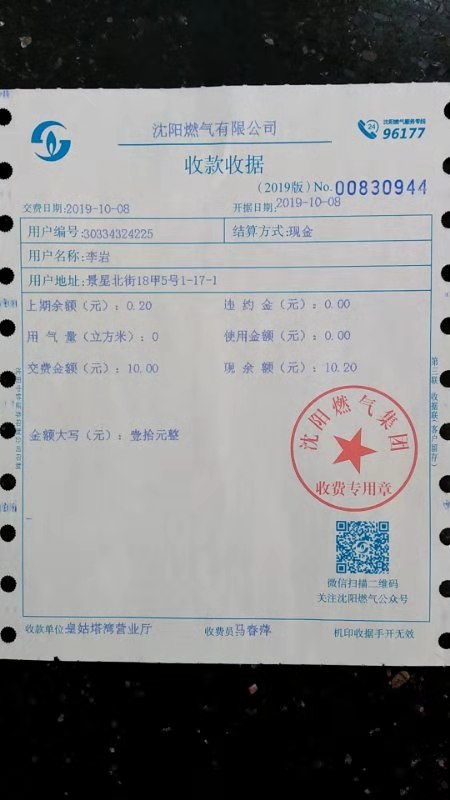 沈阳燃气有限公司
24
沈阳燃气服务专线
96177
收款收据
(2019版) No.00830944
交费日期:2019-10-08 开据日期:2019-10-08
用户编号:30334324225 结算方式:现金
用户名称:李岩
用户地址:景星北街18甲5号1-17-1
上期余额(元):0.20 违约金(元):0.00
用气量(立方米):0 使用金额(元):0.00
交费金额(元):10.00 现余额(元):10.20
金额大写(元):壹拾元整
沈阳燃气集团
收费专用章
第二联 收据联(客户留存)
微信扫描二维码
关注沈阳燃气公众号
收款单位:皇姑塔湾营业厅 收费员:马春萍 机印收据手开无效